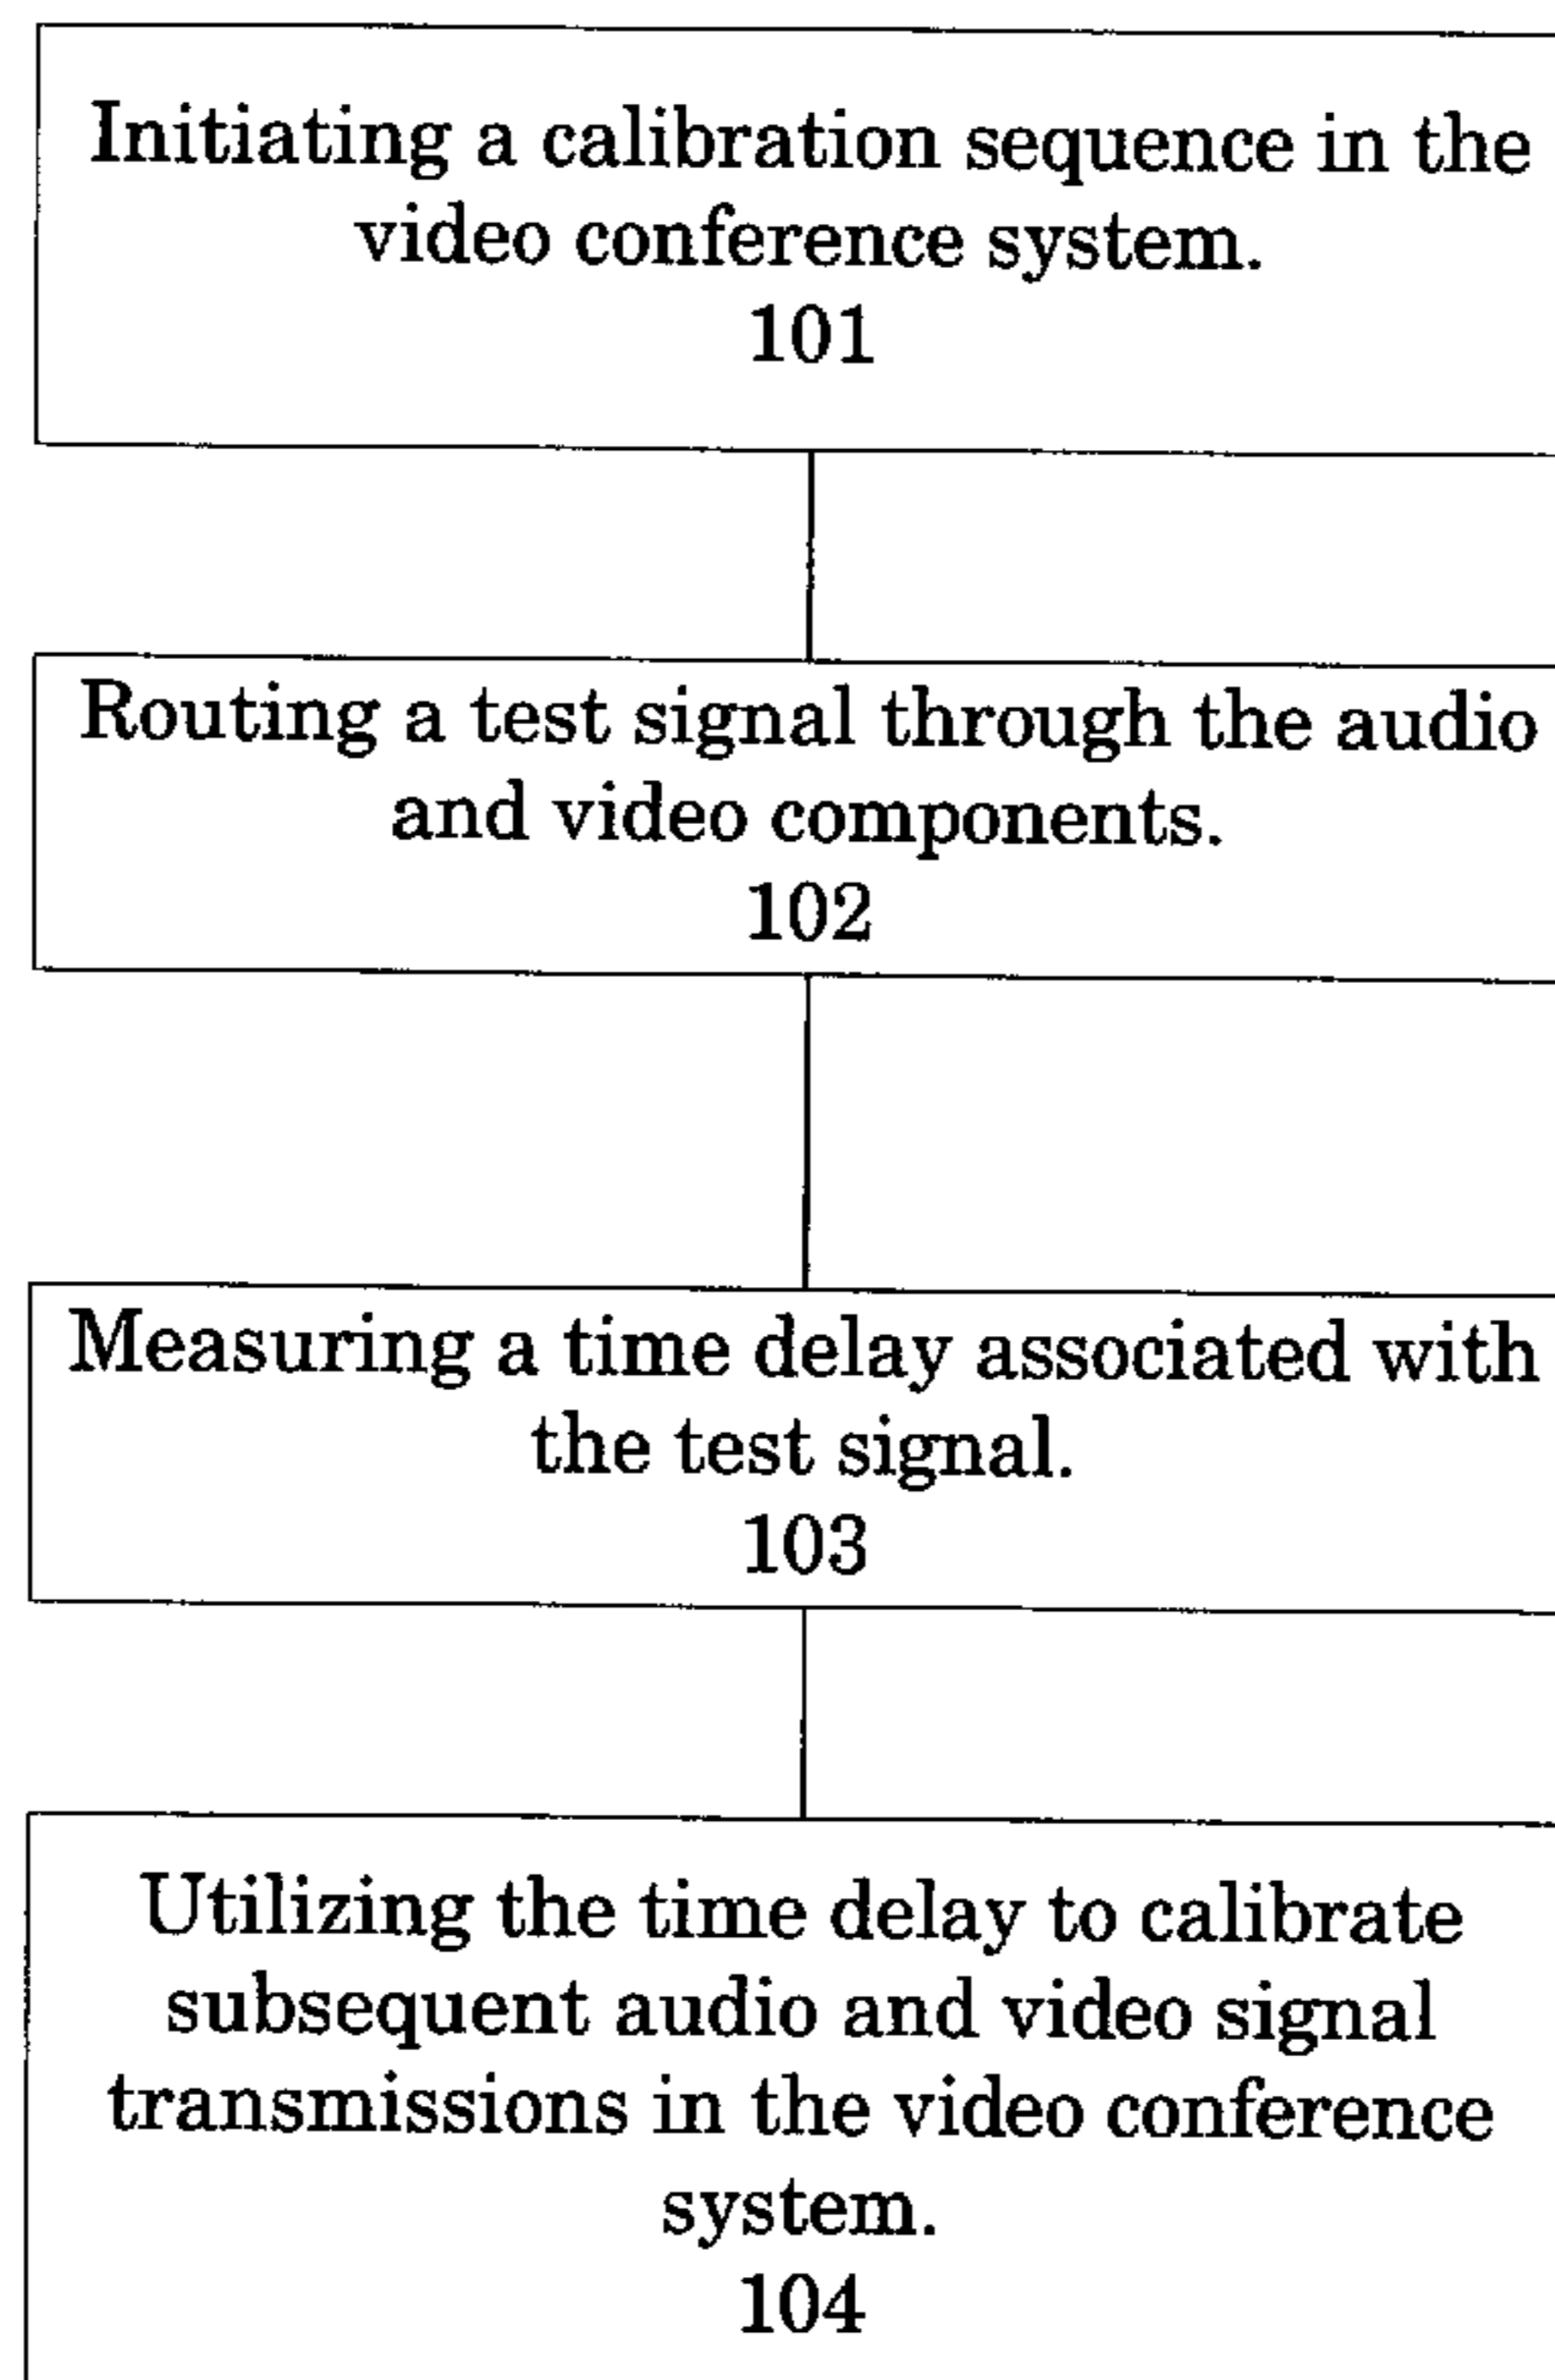 Initiating a calibration sequence in the
video conference system.
101
Routing a test signal through the audio
and video components.
102
Measuring a time delay associated with
the test signal.
103
Utilizing the time delay to calibrate
subsequent audio and video signal
transmissions in the video conference
system.
104